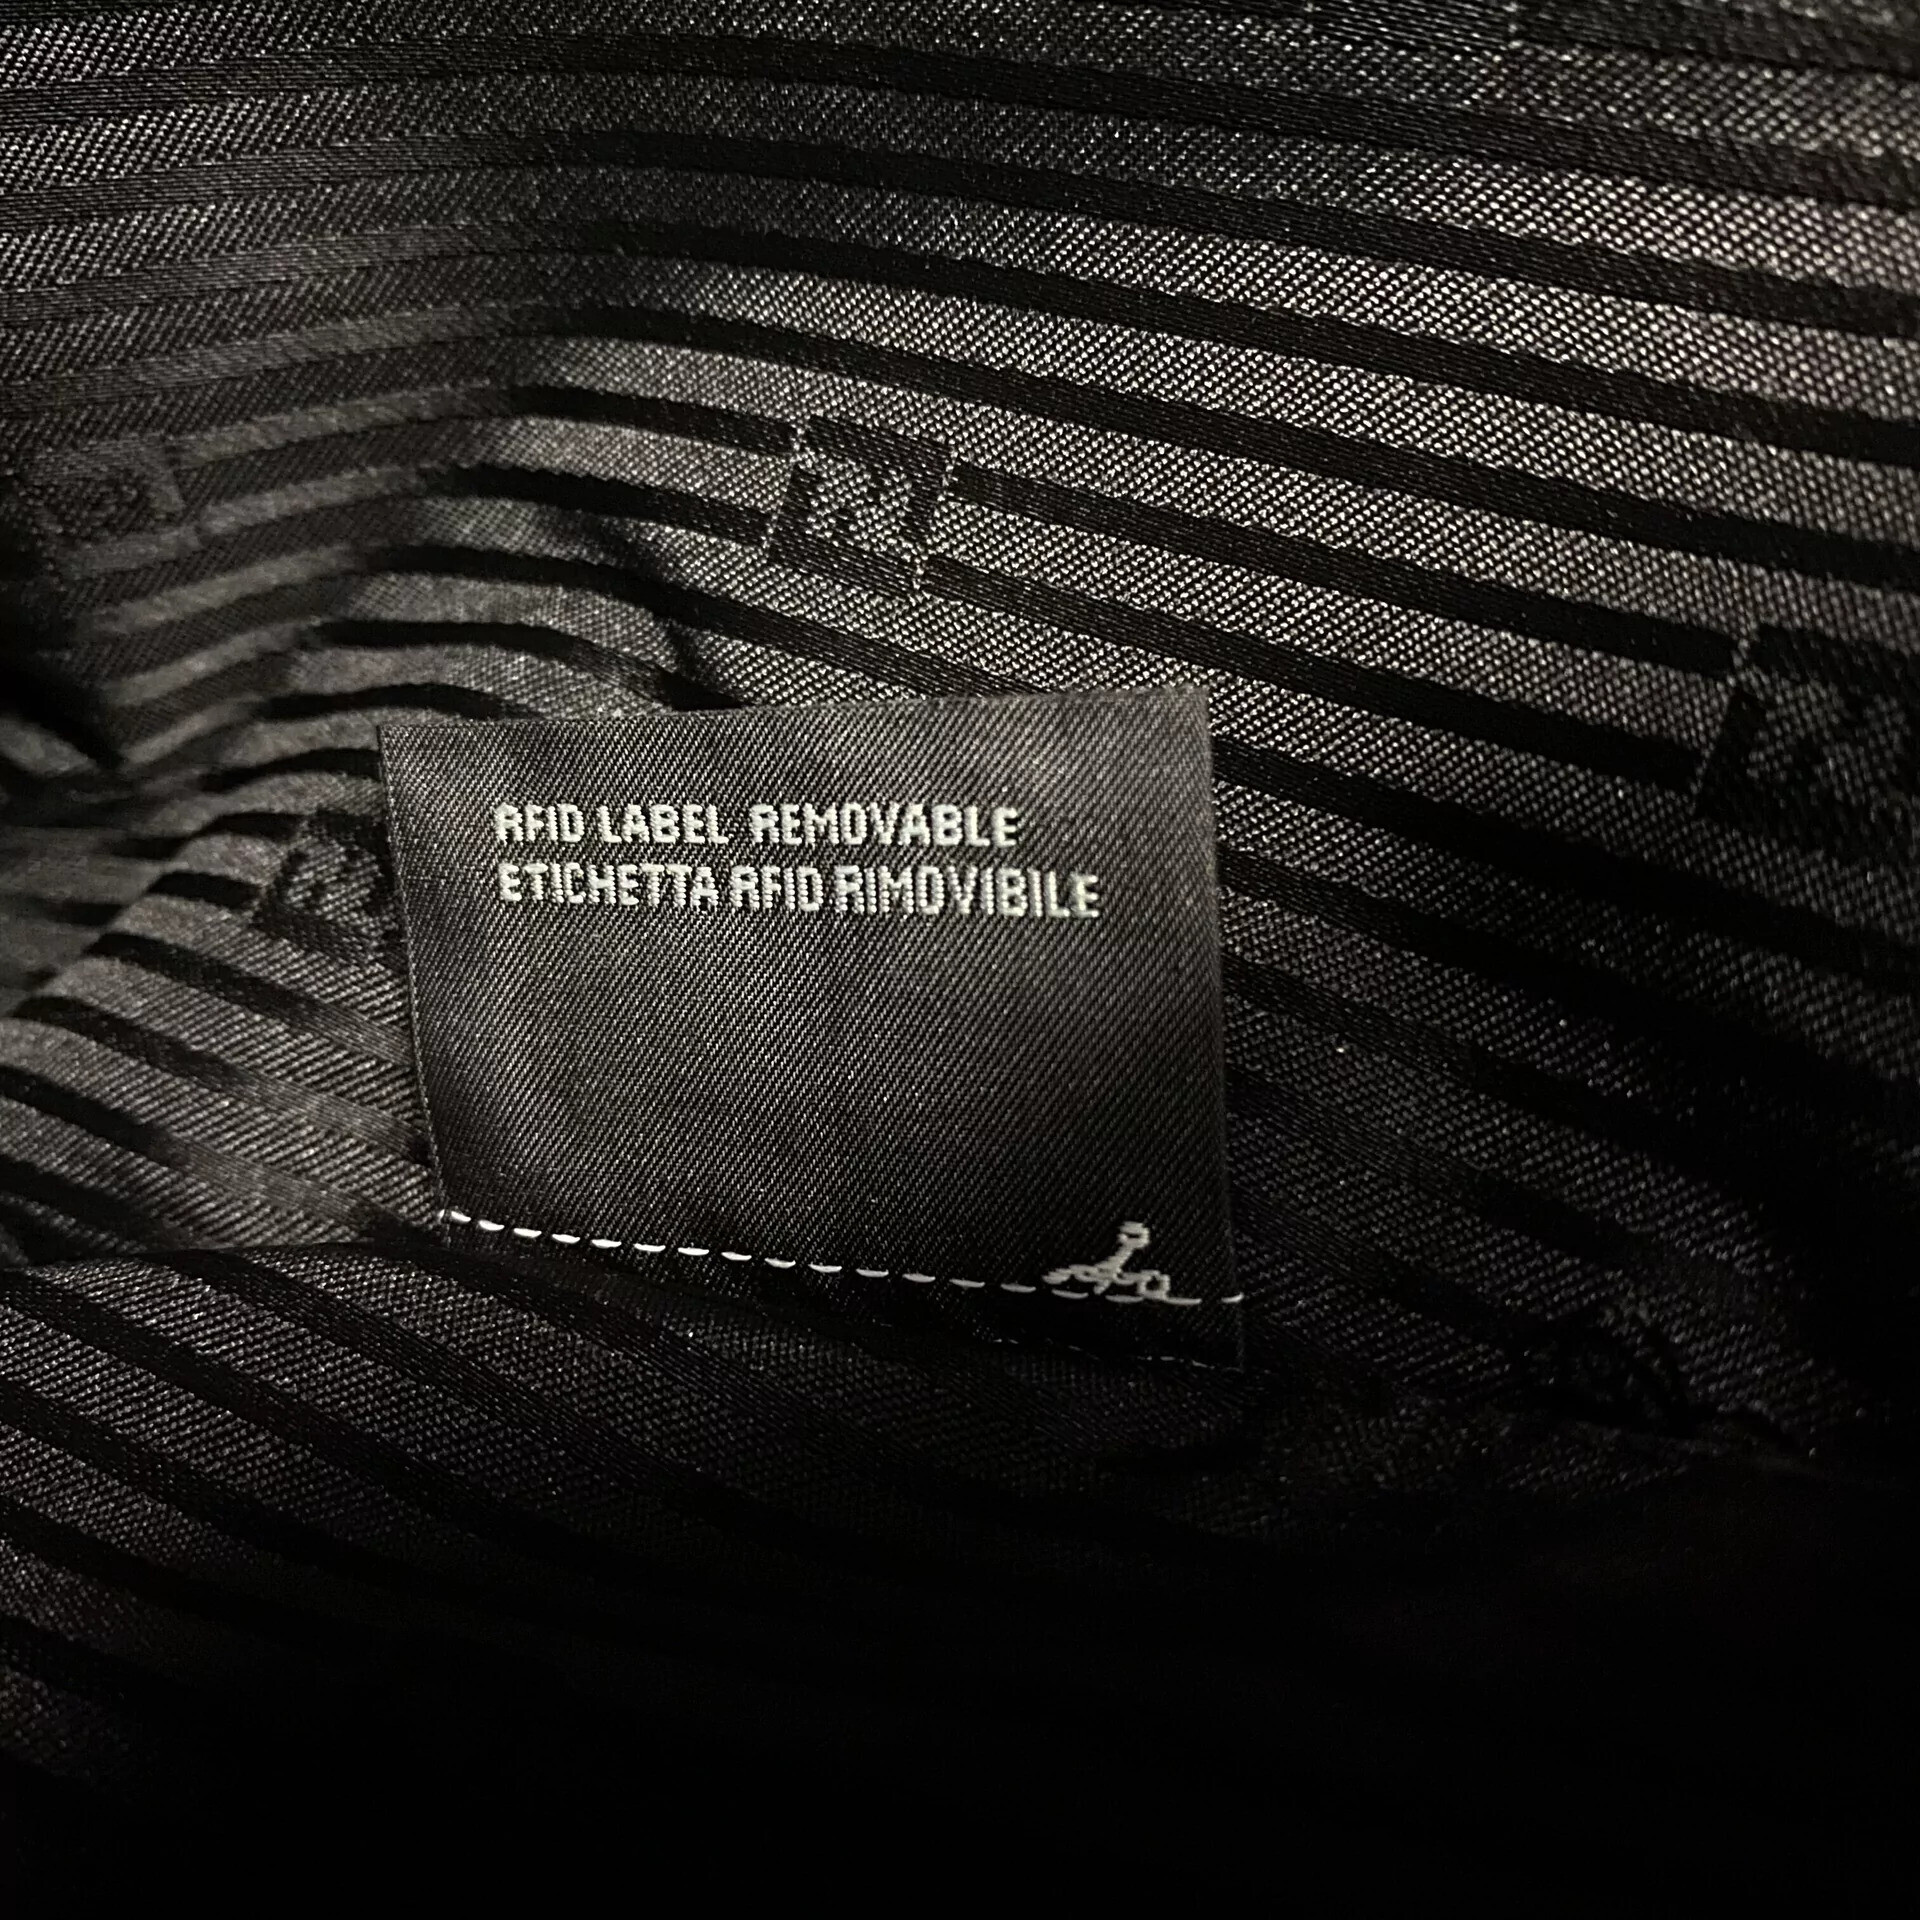 RFID LABEL REMOVABLE
ETICHETTA RFID RIMOVIBILE